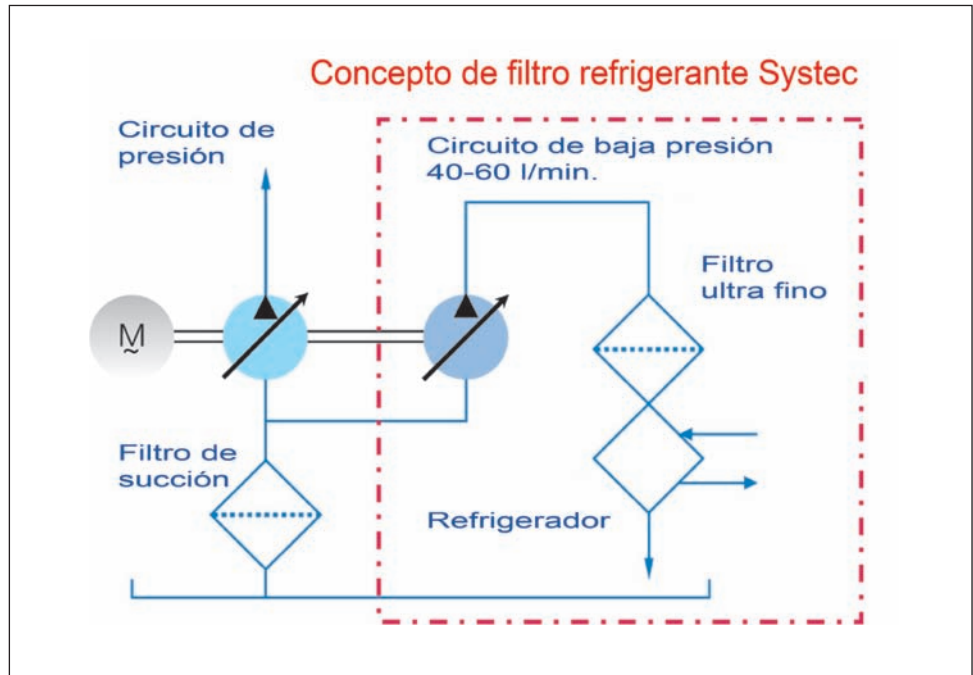 Concepto de filtro refrigerante Systec
Circuito de
presión
Circuito de baja presión
40-60 l/min.
Filtro
ultra fino
M
~
Filtro de
succión
Refrigerador